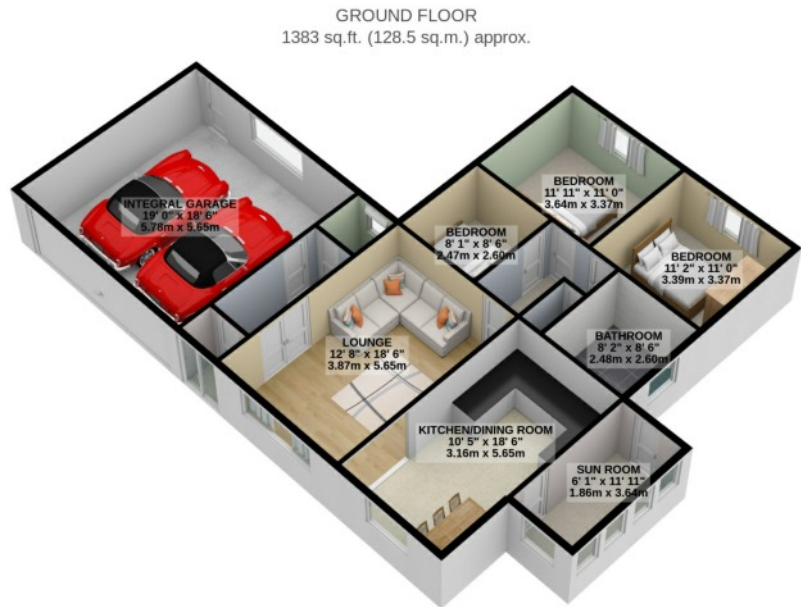 GROUND FLOOR
1383 sq.ft. (128.5 sq.m.) approx.
INTEGRAL GARAGE
19' 0" x 18' 6"
5.78m x 5.65m
BEDROOM
11' 11" x 11' 0"
3.64m x 3.37m
BEDROOM
8' 1" x 8' 6"
2.47m x 2.60m
BEDROOM
11' 2" x 11' 0"
3.39m x 3.37m
LOUNGE
12' 8" x 18' 6"
3.87m x 5.65m
BATHROOM
8' 2" x 8' 6"
2.48m x 2.60m
KITCHEN/DINING ROOM
10' 5" x 18' 6"
3.16m x 5.65m
SUN ROOM
6' 1" x 11' 11"
1.86m x 3.64m